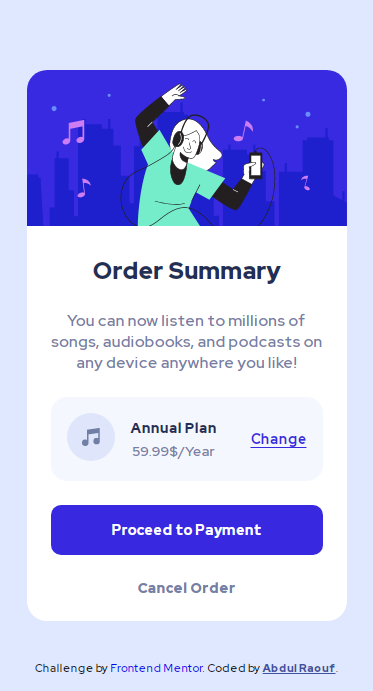 Order Summary
You can now listen to millions of
songs, audiobooks, and podcasts on
any device anywhere you like!
Annual Plan
59.99$/Year
Change
Proceed to Payment
Cancel Order
Challenge by Frontend Mentor. Coded by Abdul Raouf.